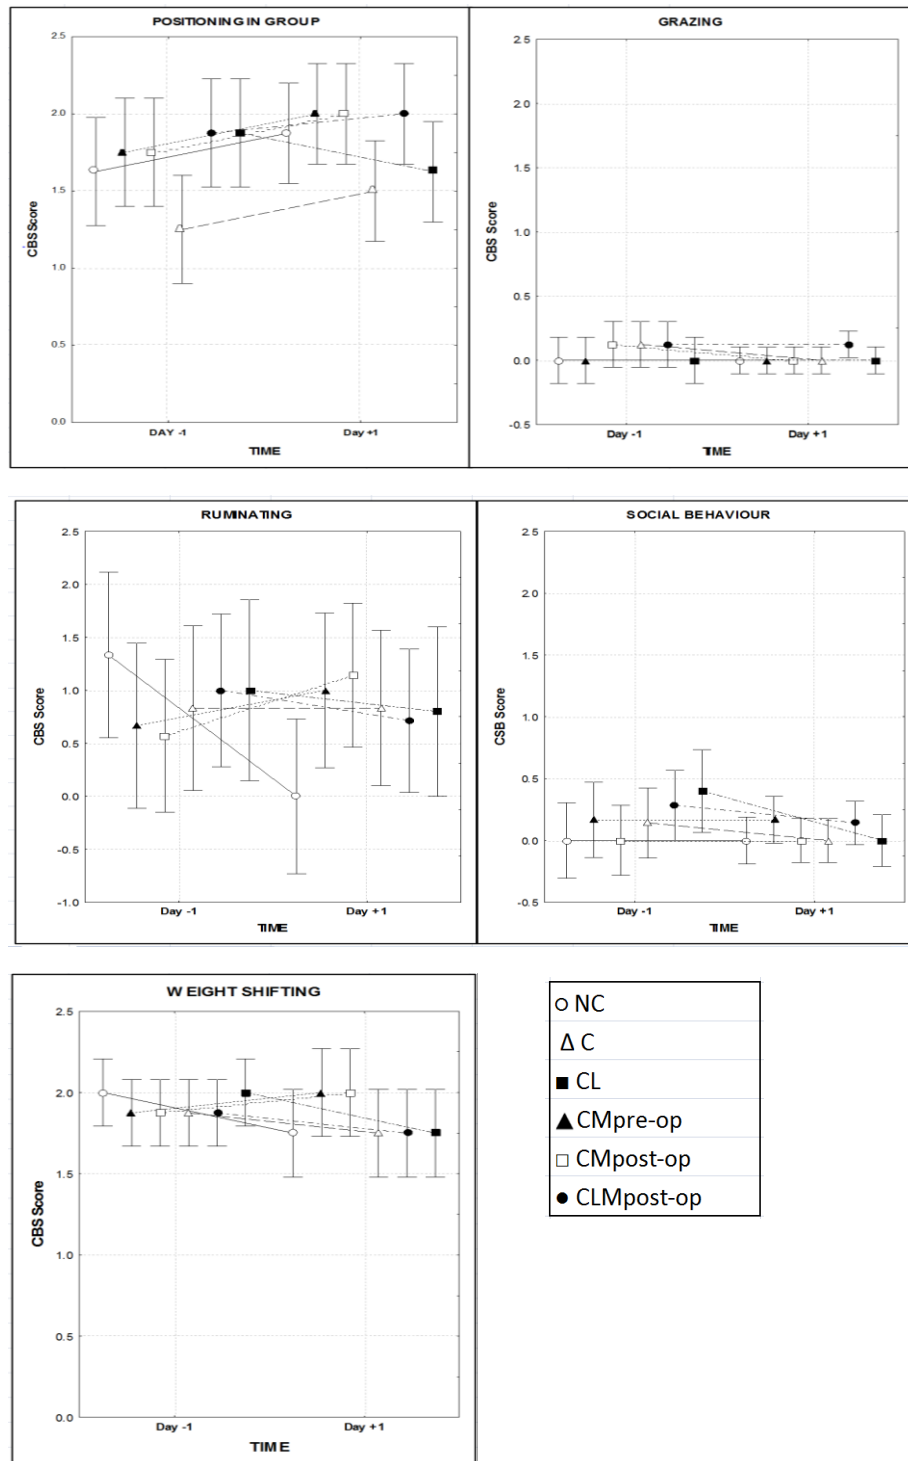 POSITIONING IN GROUP
2.5
2.0
1.5
1.0
0.5
0.0
CBSScore
DAY -1
Day +1
TIME
GRAZING
2.5
2.0
1.5
1.0
0.5
0.0
-0.5
CBS Score
Day -1
Day +1
TIME
RUMINATING
2.5
2.0
1.5
1.0
0.5
0.0
-0.5
-1.0
CBS Score
Day -1
Day +1
TIME
SOCIAL BEHAVIOUR
2.5
2.0
1.5
1.0
0.5
0.0
-0.5
CSB Score
Day -1
Day +1
TIME
WEIGHT SHIFTING
2.5
2.0
1.5
1.0
0.5
0.0
CBS Score
Day -1
Day +1
TIME
NC
C
CL
CMpre-op
CMpost-op
CLMpost-op